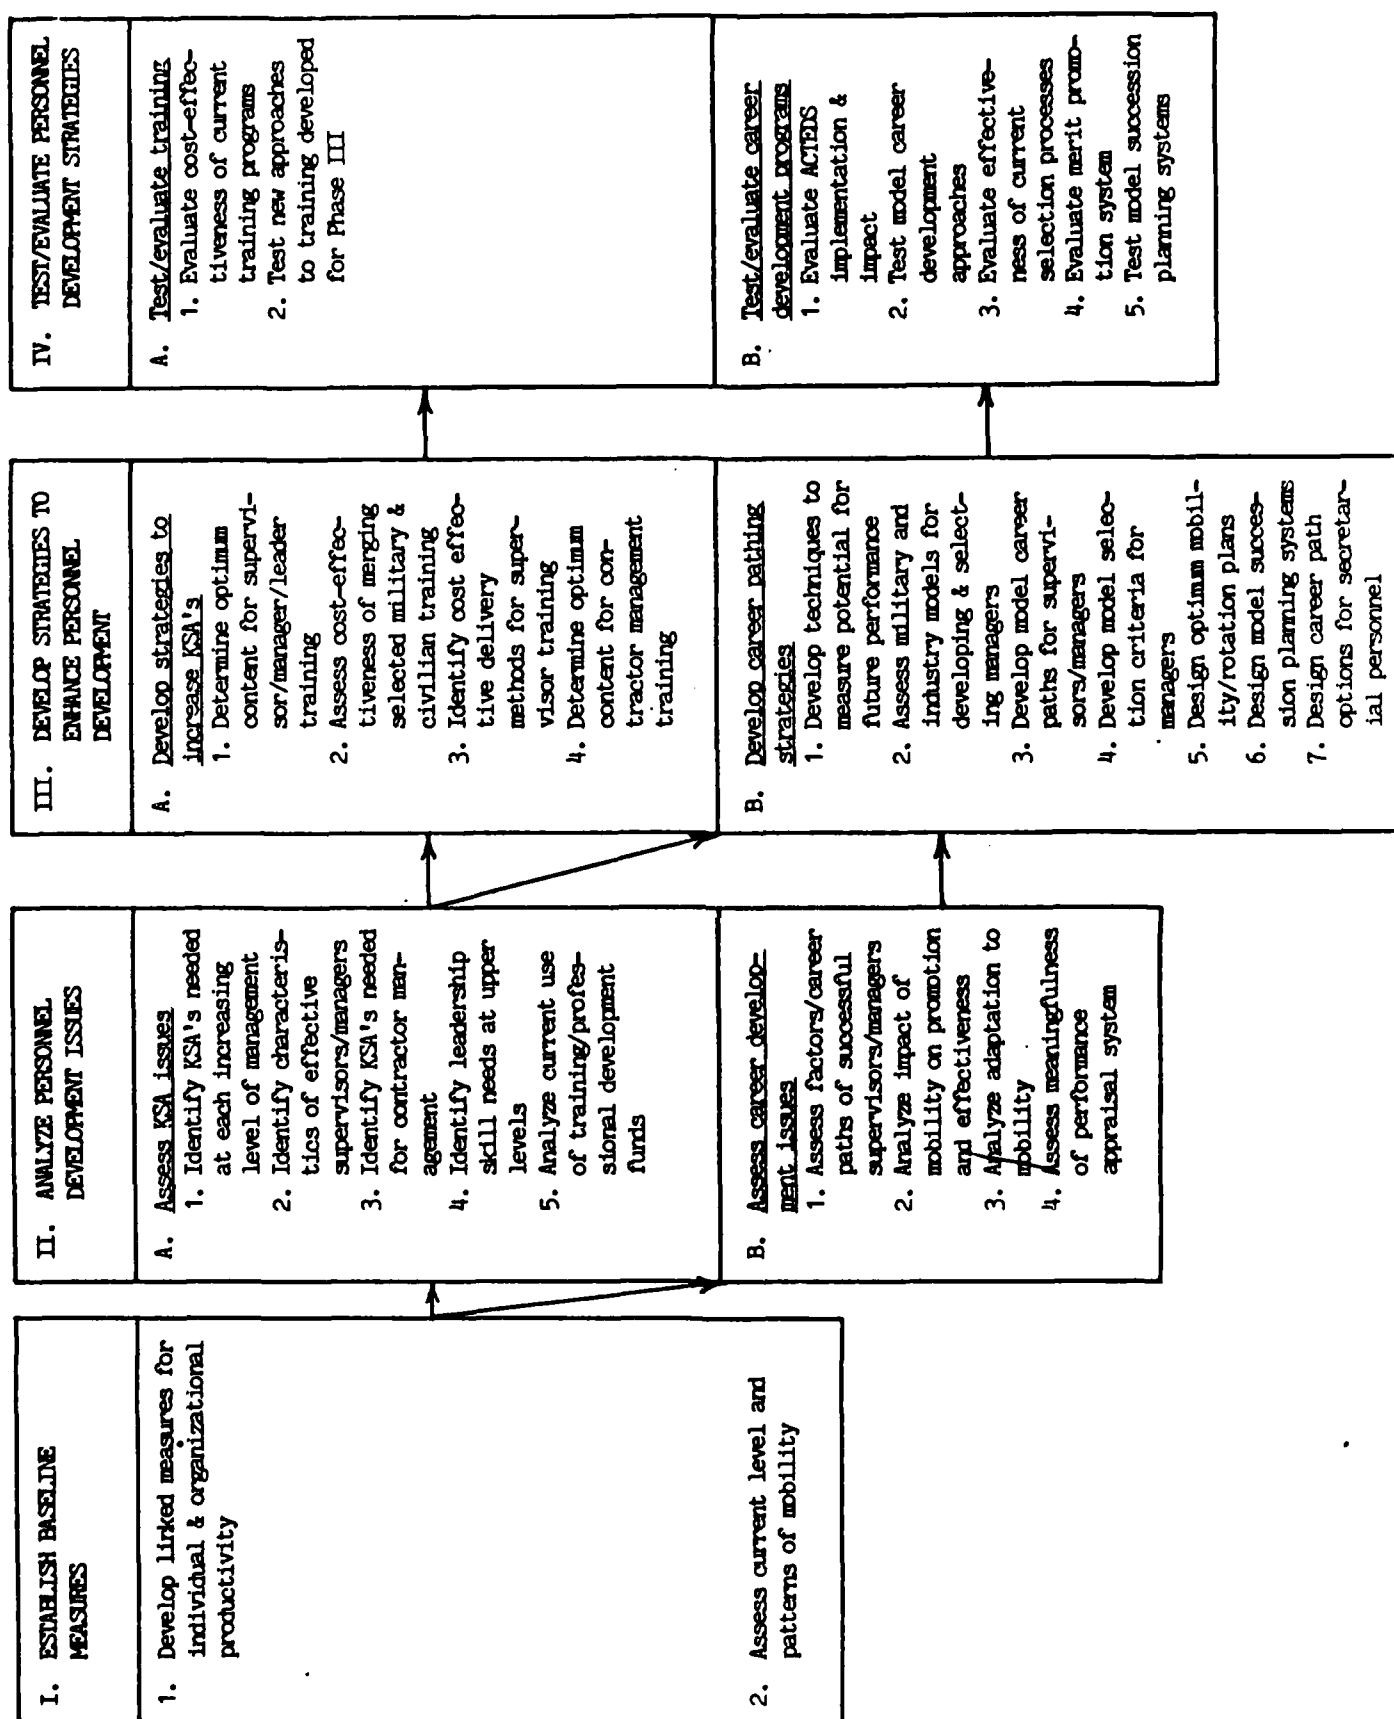 I. ESTABLISH BASELINE
MEASURES
1. Develop linked measures for
individual & organizational
productivity
2. Assess current level and
patterns of mobility
II. ANALYZE PERSONNEL
DEVELOPMENT ISSUES
A. Assess KSA issues
1. Identify KSA's needed
at each increasing
level of management
2. Identify characteris-
tics of effective
supervisors/managers
3. Identify KSA's needed
for contractor man-
agement
4. Identify leadership
skill needs at upper
levels
5. Analyze current use
of training/profes-
sional development
funds
B. Assess career develop-
ment issues
1. Assess factors/career
paths of successful
supervisors/managers
2. Analyze impact of
mobility on promotion
and effectiveness
3. Analyze adaptation to
mobility
4. Assess meaningfulness
of performance
appraisal system
III. DEVELOP STRATEGIES TO
ENHANCE PERSONNEL
DEVELOPMENT
A. Develop strategies to
increase KSA's
1. Determine optimum
content for supervi-
sor/manager/leader
training
2. Assess cost-effec-
tiveness of merging
selected military &
civilian training
3. Identify cost effec-
tive delivery
methods for super-
visor training
4. Determine optimum
content for con-
tractor management
training
B. Develop career pathing
strategies
1. Develop techniques to
measure potential for
future performance
2. Assess military and
industry models for
developing & select-
ing managers
3. Develop model career
paths for supervi-
sors/managers
4. Develop model selec-
tion criteria for
managers
5. Design optimum mobil-
ity/rotation plans
6. Design model succes-
sion planning systems
7. Design career path
options for secretar-
ial personnel
IV. TEST/EVALUATE PERSONNEL
DEVELOPMENT STRATEGIES
A. Test/evaluate training
1. Evaluate cost-effec-
tiveness of current
training programs
2. Test new approaches
to training developed
for Phase III
B. Test/evaluate career
development programs
1. Evaluate ACTEDS
implementation &
impact
2. Test model career
development
approaches
3. Evaluate effective-
ness of current
selection processes
4. Evaluate merit promo-
tion system
5. Test model succession
planning systems